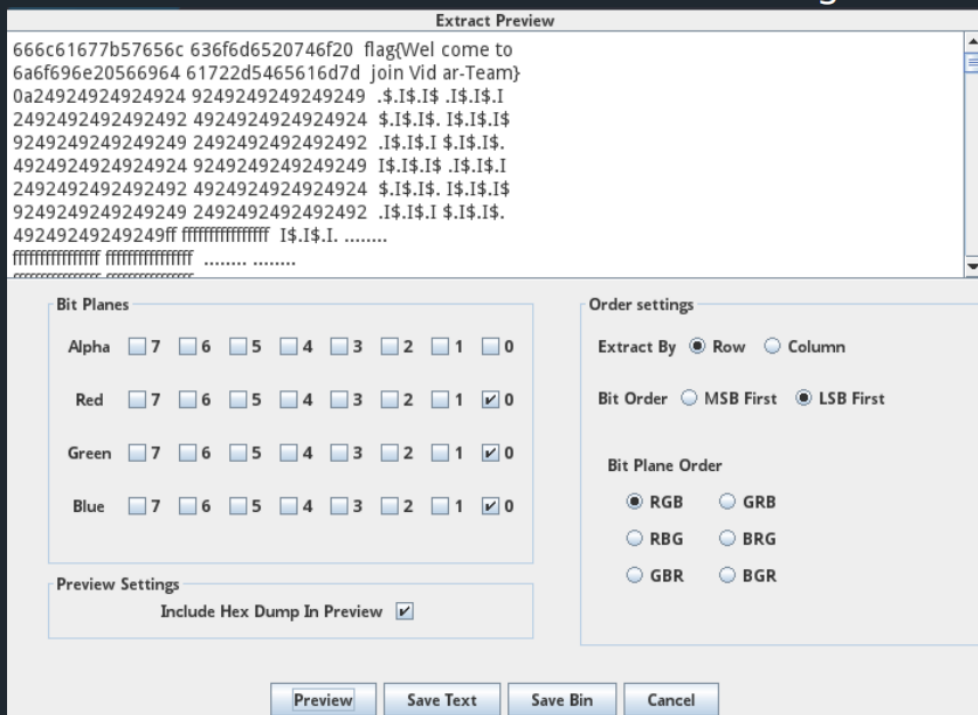 Extract Preview
666c61677b57656c 636f6d6520746f20 flag{Wel come to
6a6f696e20566964 61722d5465616d7d join Vid ar-Team}
0a24924924924924 9249249249249249 .$.I$.I$ .I$.I$.I
2492492492492492 4924924924924924 $.I$.I$. I$.I$.I$
9249249249249249 2492492492492492 .I$.I$.I $.I$.I$.
4924924924924924 9249249249249249 I$.I$.I$ .I$.I$.I
2492492492492492 4924924924924924 $.I$.I$. I$.I$.I$
9249249249249249 2492492492492492 .I$.I$.I $.I$.I$.
49249249249249ff ffffffffffffffff I$.I$.I. ........
ffffffffffffffff ffffffffffffffff ........ ........
Bit Planes
Alpha 7 6 5 4 3 2 1 0
Red 7 6 5 4 3 2 1 0
Green 7 6 5 4 3 2 1 0
Blue 7 6 5 4 3 2 1 0
Preview Settings
Include Hex Dump In Preview
Order settings
Extract By Row Column
Bit Order MSB First LSB First
Bit Plane Order
RGB GRB
RBG BRG
GBR BGR
Preview Save Text Save Bin Cancel